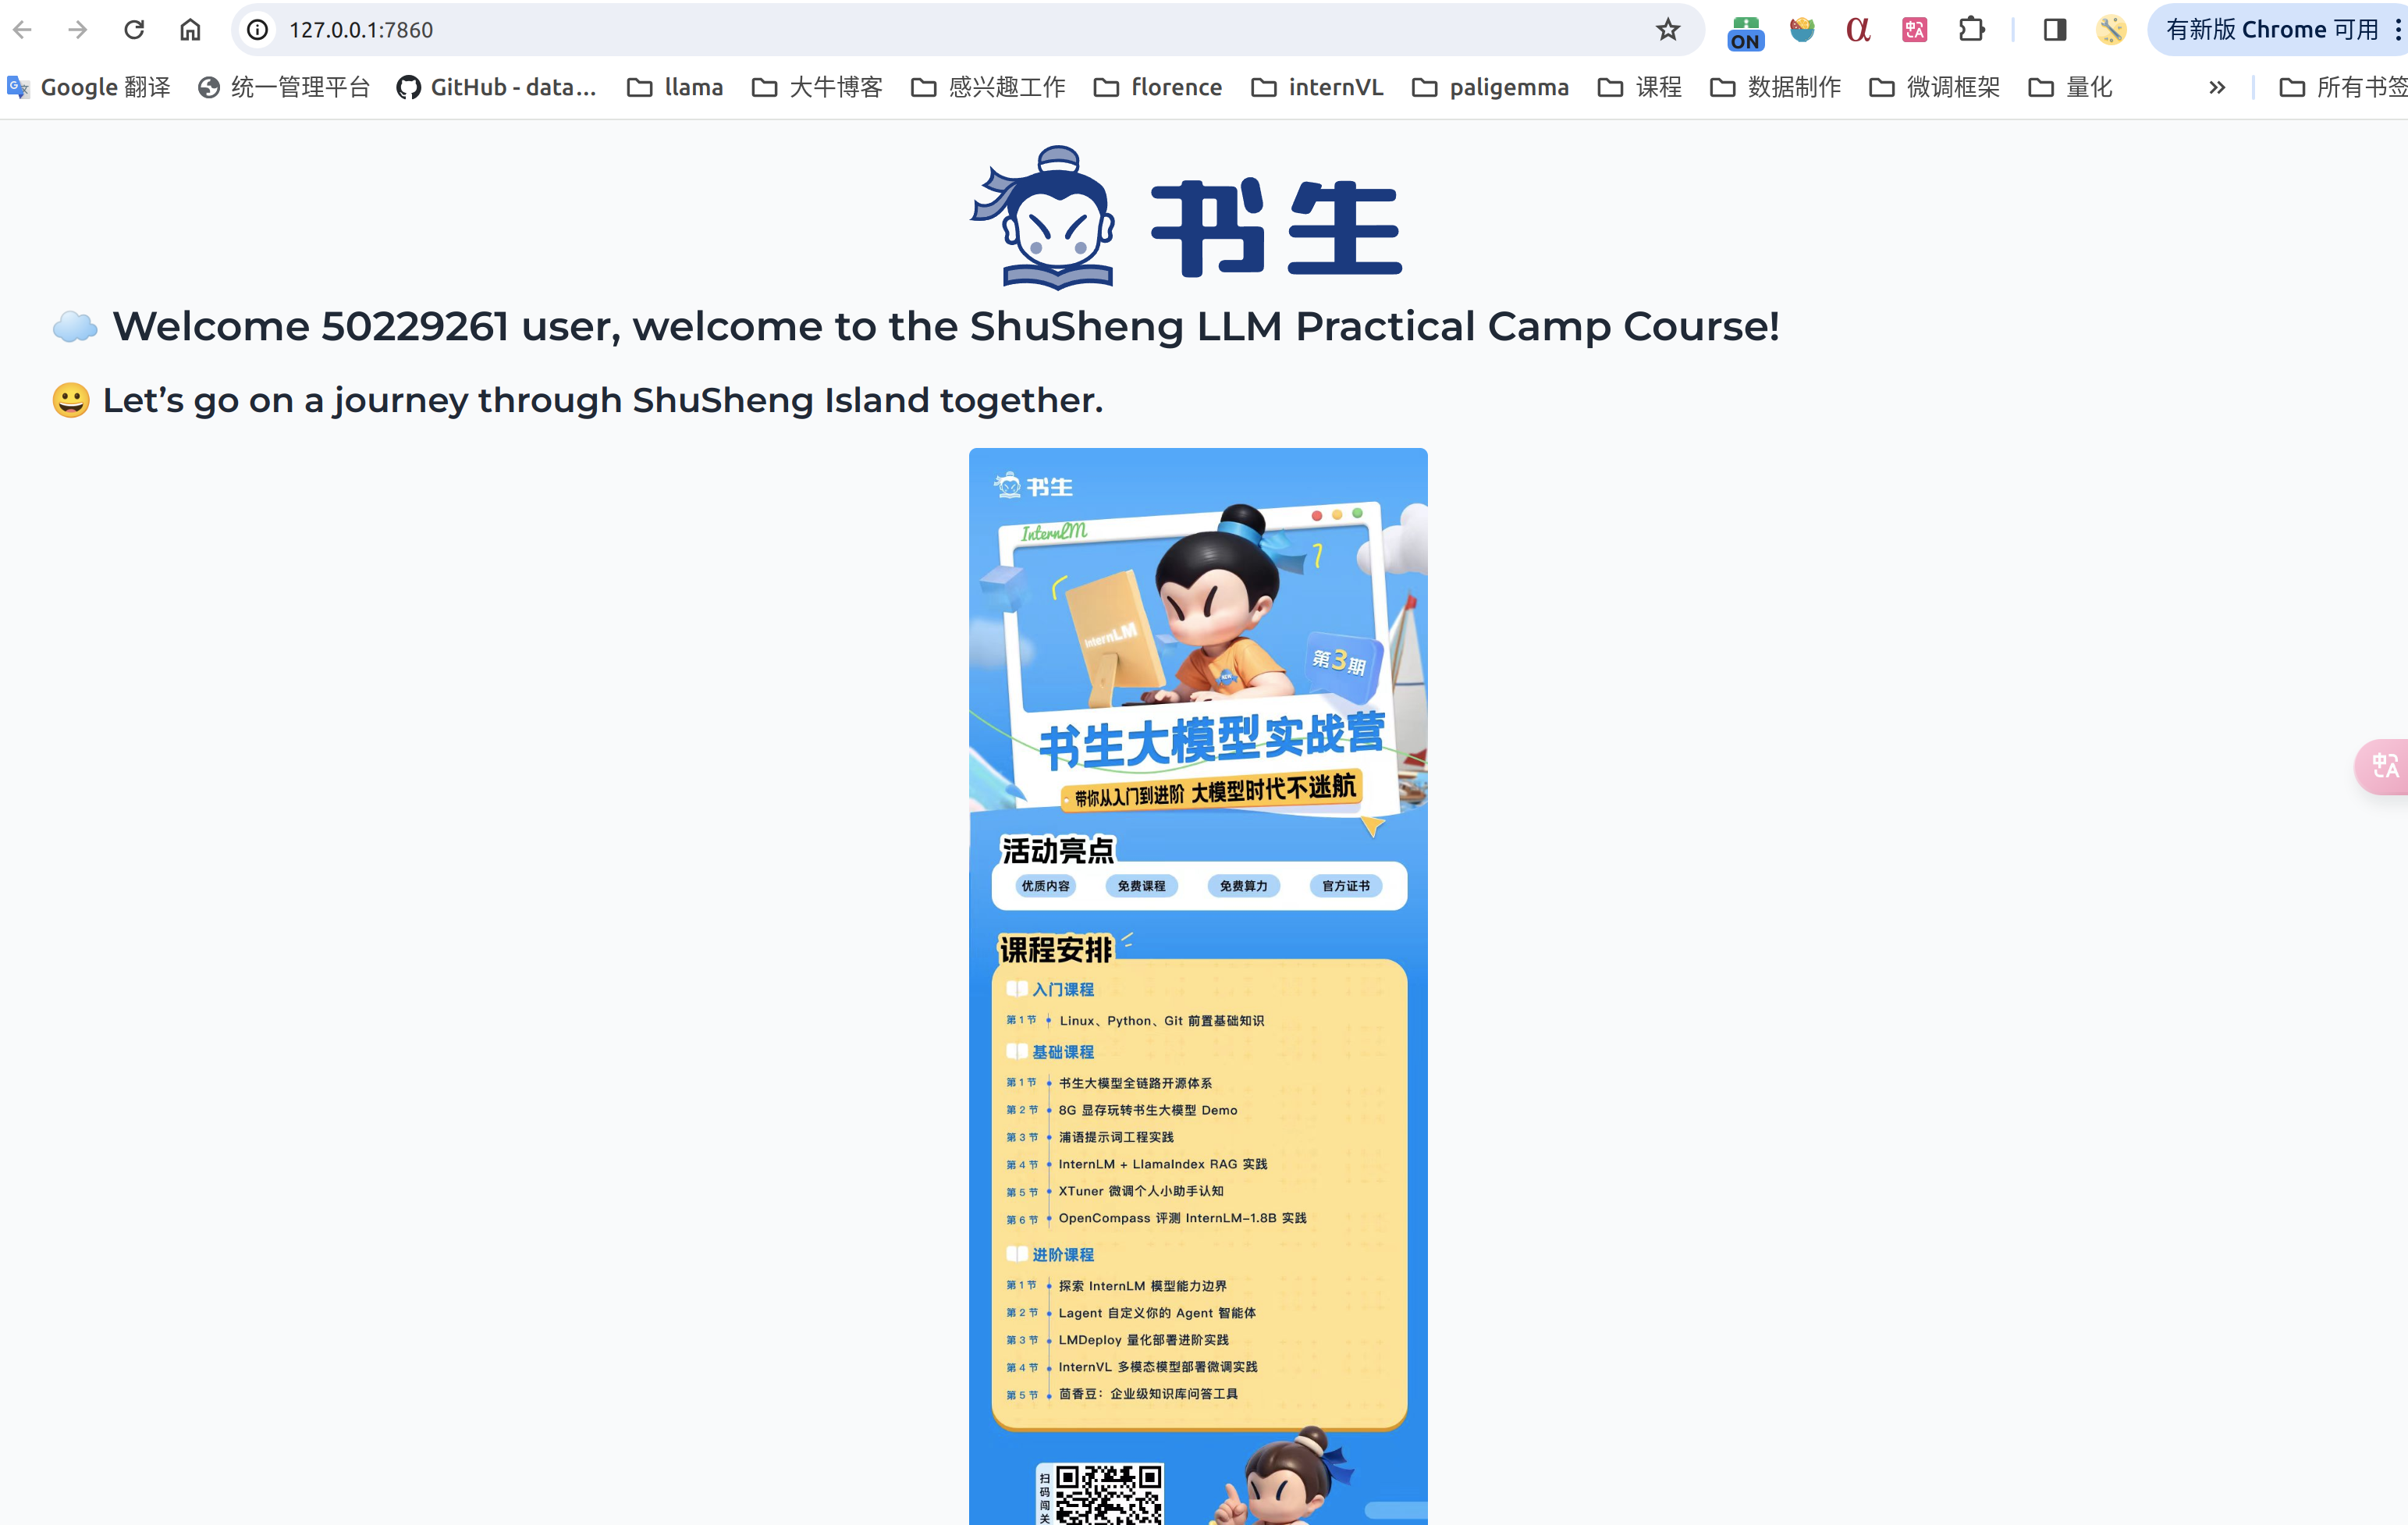 127.0.0.1:7860
ON
有新版 Chrome 可用
Google 翻译
统一管理平台
GitHub - data...
llama
大牛博客
感兴趣工作
florence
internVL
paligemma
课程
数据制作
微调框架
量化
»
所有书签
书生
Welcome 50229261 user, welcome to the ShuSheng LLM Practical Camp Course!
Let’s go on a journey through ShuSheng Island together.
书生
InternLM
InternLM
第3期
书生大模型实战营
带你从入门到进阶 大模型时代不迷航
活动亮点
优质内容 免费课程 免费算力 官方证书
课程安排
入门课程
第1节 Linux、Python、Git 前置基础知识
基础课程
第1节 书生大模型全链路开源体系
第2节 8G 显存玩转书生大模型 Demo
第3节 浦语提示词工程实践
第4节 InternLM + LlamaIndex RAG 实践
第5节 XTuner 微调个人小助手认知
第6节 OpenCompass 评测 InternLM-1.8B 实践
进阶课程
第1节 探索 InternLM 模型能力边界
第2节 Lagent 自定义你的 Agent 智能体
第3节 LMDeploy 量化部署进阶实践
第4节 InternVL 多模态模型部署微调实践
第5节 茴香豆：企业级知识库问答工具
扫码闯关